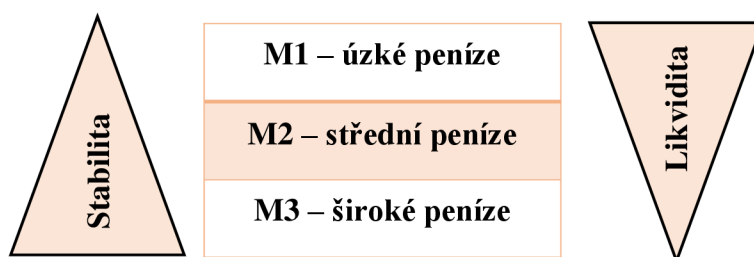 Stabilita
M1 – úzké peníze
M2 – střední peníze
M3 – široké peníze
Likvidita